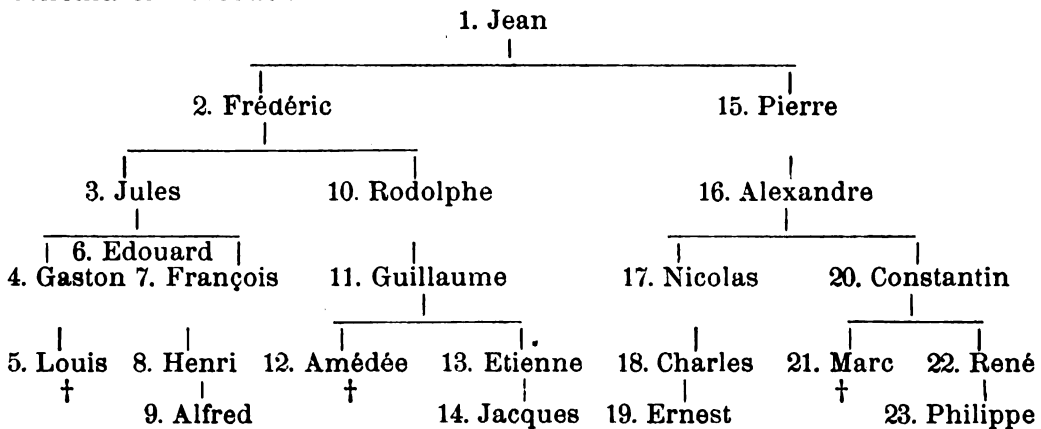 1. Jean
2. Frédéric 15. Pierre
3. Jules 10. Rodolphe 16. Alexandre
6. Edouard
4. Gaston 7. François 11. Guillaume 17. Nicolas 20. Constantin
5. Louis 8. Henri 12. Amédée 13. Etienne 18. Charles 21. Marc 22. René
† † †
9. Alfred 14. Jacques 19. Ernest 23. Philippe